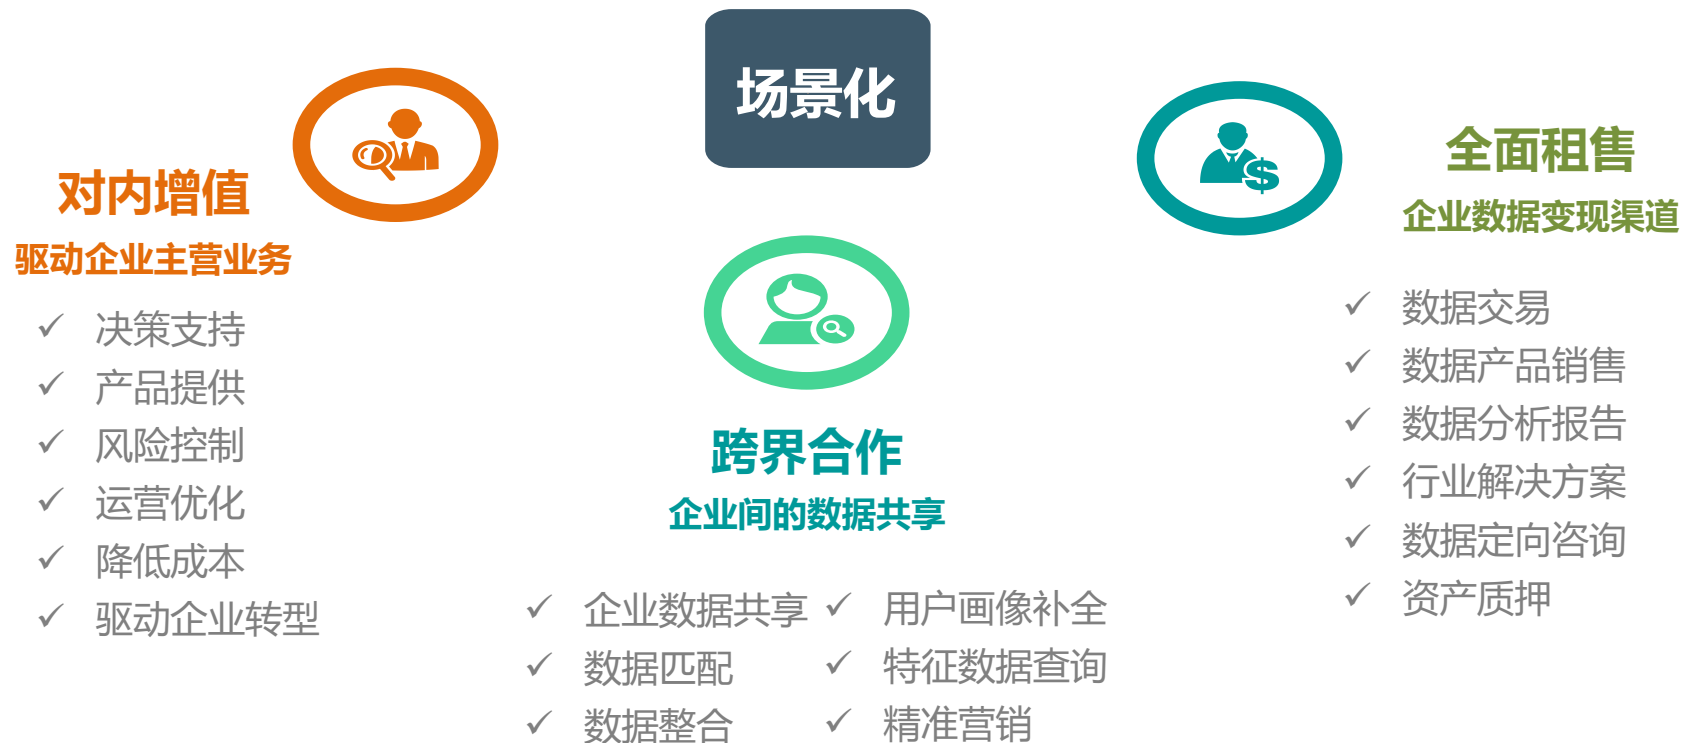 场景化
对内增值
驱动企业主营业务
✓ 决策支持
✓ 产品提供
✓ 风险控制
✓ 运营优化
✓ 降低成本
✓ 驱动企业转型
跨界合作
企业间的数据共享
✓ 企业数据共享
✓ 数据匹配
✓ 数据整合
✓ 用户画像补全
✓ 特征数据查询
✓ 精准营销
$
全面租售
企业数据变现渠道
✓ 数据交易
✓ 数据产品销售
✓ 数据分析报告
✓ 行业解决方案
✓ 数据定向咨询
✓ 资产质押